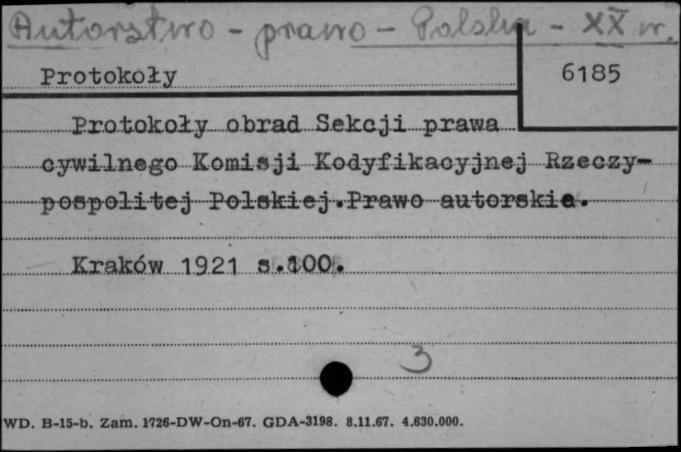 Autorstwo - prawo - Polska - XX w.
Protokoły
6185
Protokoły obrad Sekcji prawa
cywilnego Komisji Kodyfikacyjnej Rzeczy-
pospolitej Polskiej.Prawo autorskie.
Kraków 1921 s.100.
3
WD. B-15-b. Zam. 1726-DW-On-67. GDA-3198. 8.11.67. 4.630.000.